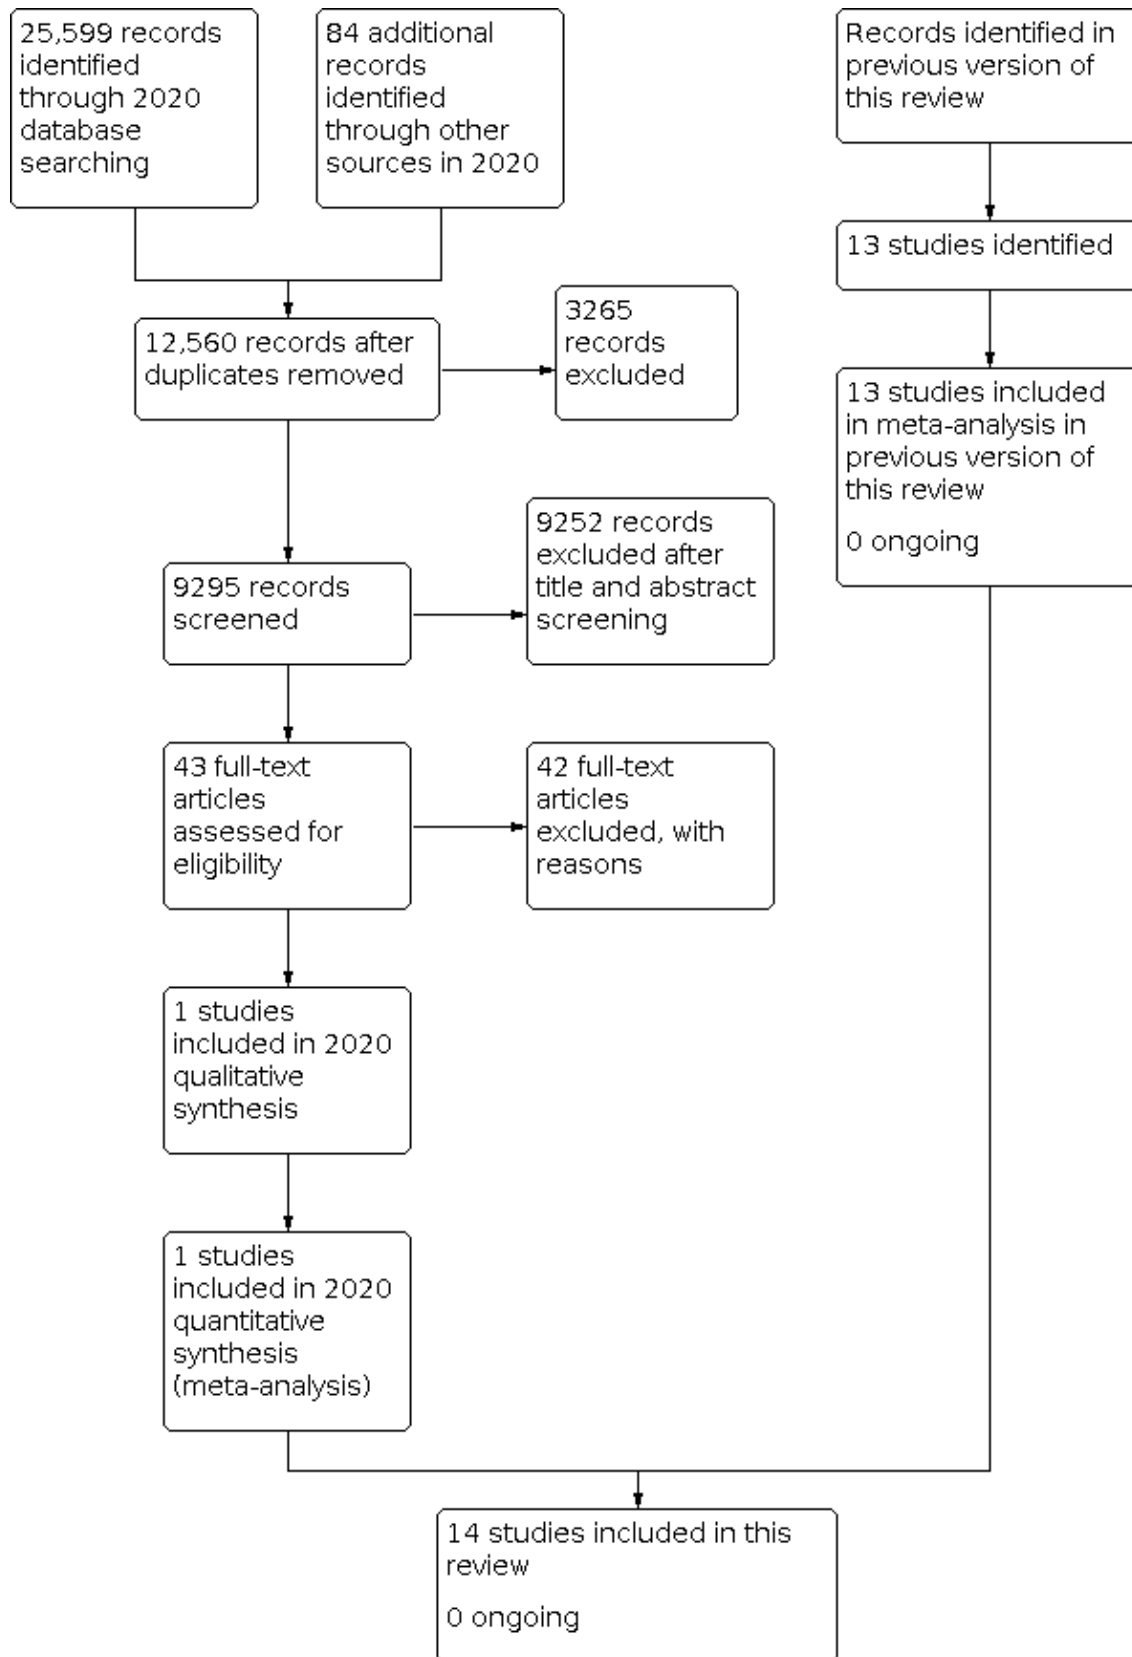 25,599 records
identified
through 2020
database
searching
84 additional
records
identified
through other
sources in 2020
Records identified in
previous version of
this review
13 studies identified
12,560 records after
duplicates removed
3265
records
excluded
13 studies included
in meta-analysis in
previous version of
this review
0 ongoing
9295 records
screened
9252 records
excluded after
title and abstract
screening
43 full-text
articles
assessed for
eligibility
42 full-text
articles
excluded, with
reasons
1 studies
included in 2020
qualitative
synthesis
1 studies
included in 2020
quantitative
synthesis
(meta-analysis)
14 studies included in this
review
0 ongoing